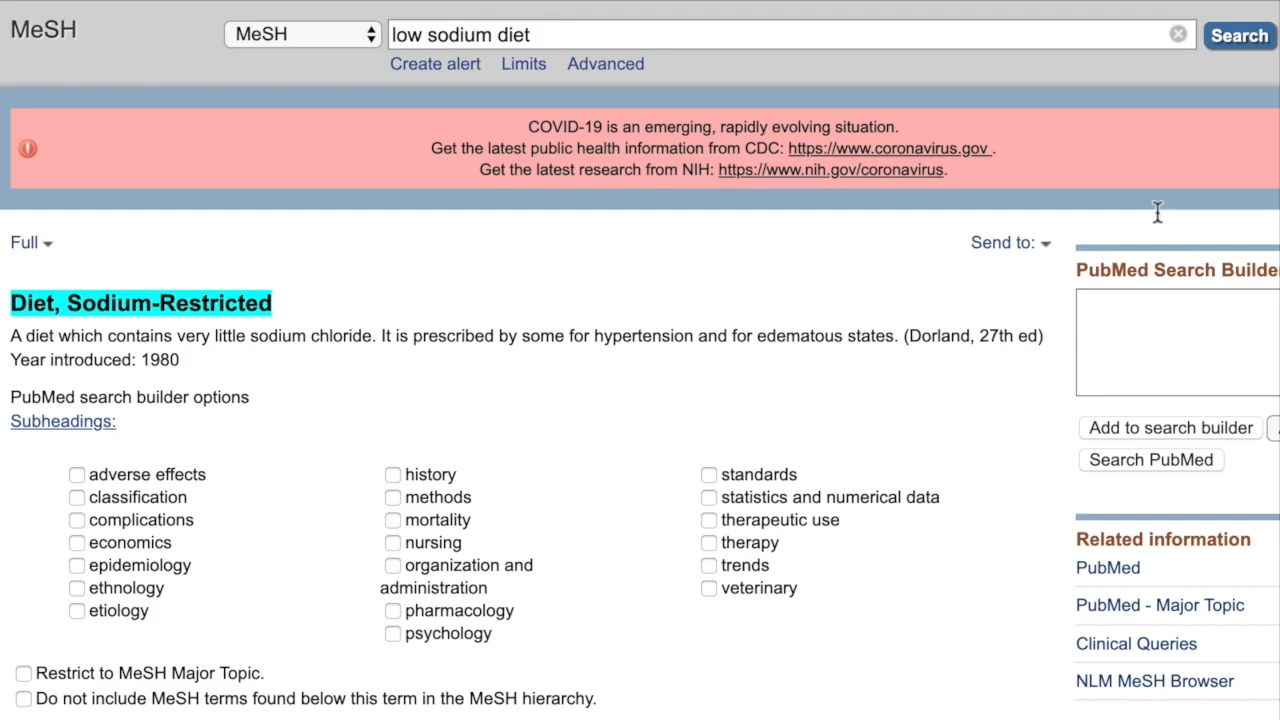 MeSH
MeSH
low sodium diet
Search
Create alert Limits Advanced
COVID-19 is an emerging, rapidly evolving situation.
Get the latest public health information from CDC: https://www.coronavirus.gov .
Get the latest research from NIH: https://www.nih.gov/coronavirus.
Full
Send to:
Diet, Sodium-Restricted
A diet which contains very little sodium chloride. It is prescribed by some for hypertension and for edematous states. (Dorland, 27th ed)
Year introduced: 1980
PubMed search builder options
Subheadings:
adverse effects
classification
complications
economics
epidemiology
ethnology
etiology
history
methods
mortality
nursing
organization and
administration
pharmacology
psychology
standards
statistics and numerical data
therapeutic use
therapy
trends
veterinary
Restrict to MeSH Major Topic.
Do not include MeSH terms found below this term in the MeSH hierarchy.
PubMed Search Builde
Add to search builder
Search PubMed
Related information
PubMed
PubMed - Major Topic
Clinical Queries
NLM MeSH Browser